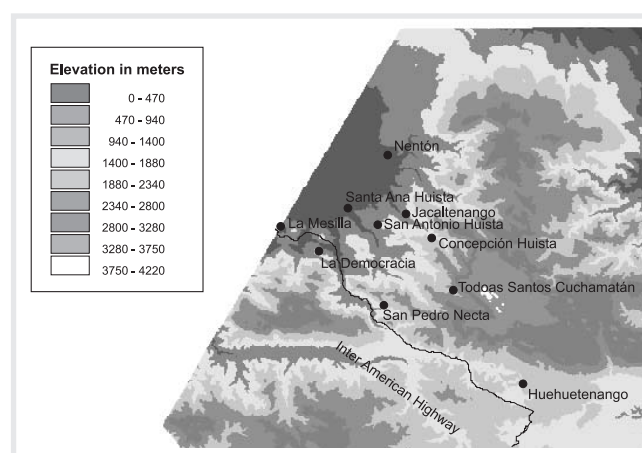 Elevation in meters
0 - 470
470 - 940
940 - 1400
1400 - 1880
1880 - 2340
2340 - 2800
2800 - 3280
3280 - 3750
3750 - 4220
Nentón
Santa Ana Huista
Jacaltenango
La Mesilla
San Antonio Huista
Concepción Huista
La Democracia
Todoas Santos Cuchamatán
San Pedro Necta
Inter American Highway
Huehuetenango